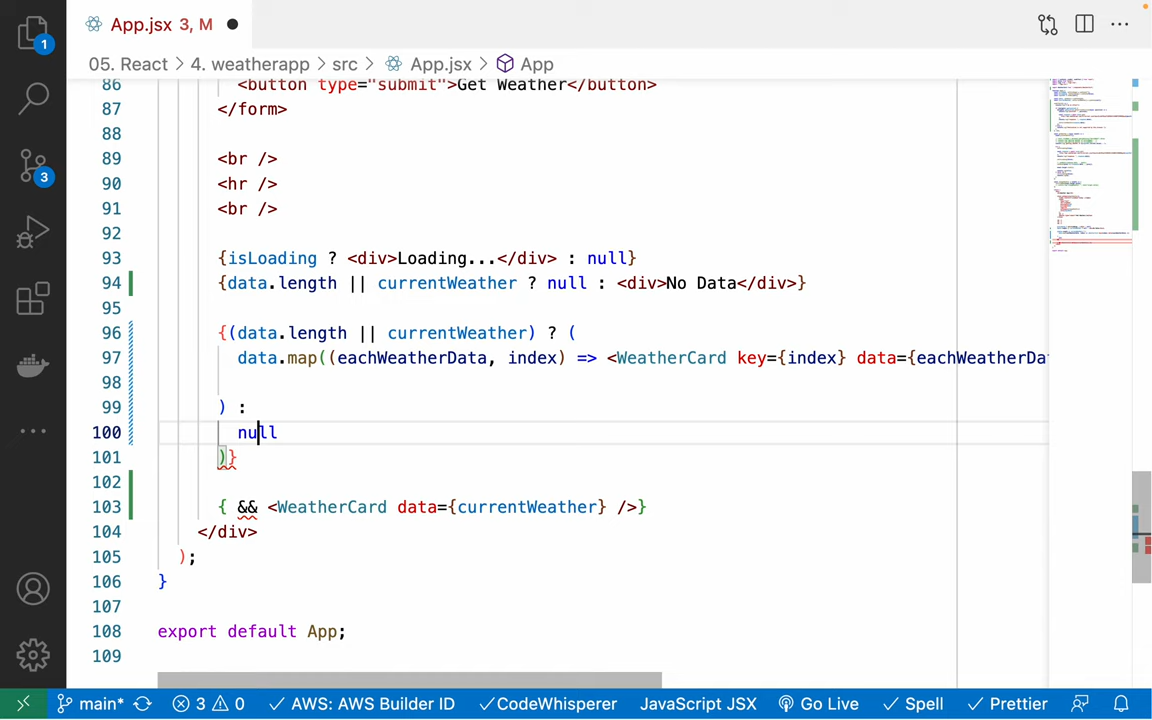 App.jsx 3, M
05. React > 4. weatherapp > src > App.jsx > App
86 <button type="submit">Get Weather</button>
87 </form>
88
89 <br />
90 <hr />
91 <br />
92
93 {isLoading ? <div>Loading...</div> : null}
94 {data.length || currentWeather ? null : <div>No Data</div>}
95
96 {(data.length || currentWeather) ? (
97 data.map((eachWeatherData, index) => <WeatherCard key={index} data={eachWeatherDat
98
99 ) :
100 null
101 )}
102
103 { && <WeatherCard data={currentWeather} />}
104 </div>
105 );
106 }
107
108 export default App;
109
1
3
main* 3 0 AWS: AWS Builder ID CodeWhisperer JavaScript JSX Go Live Spell Prettier